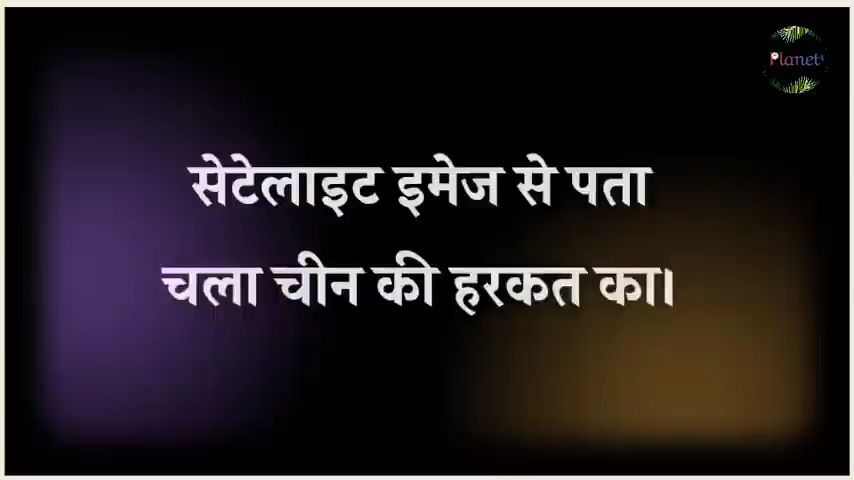 Planet
सेटेलाइट इमेज से पता
चला चीन की हरकत का।